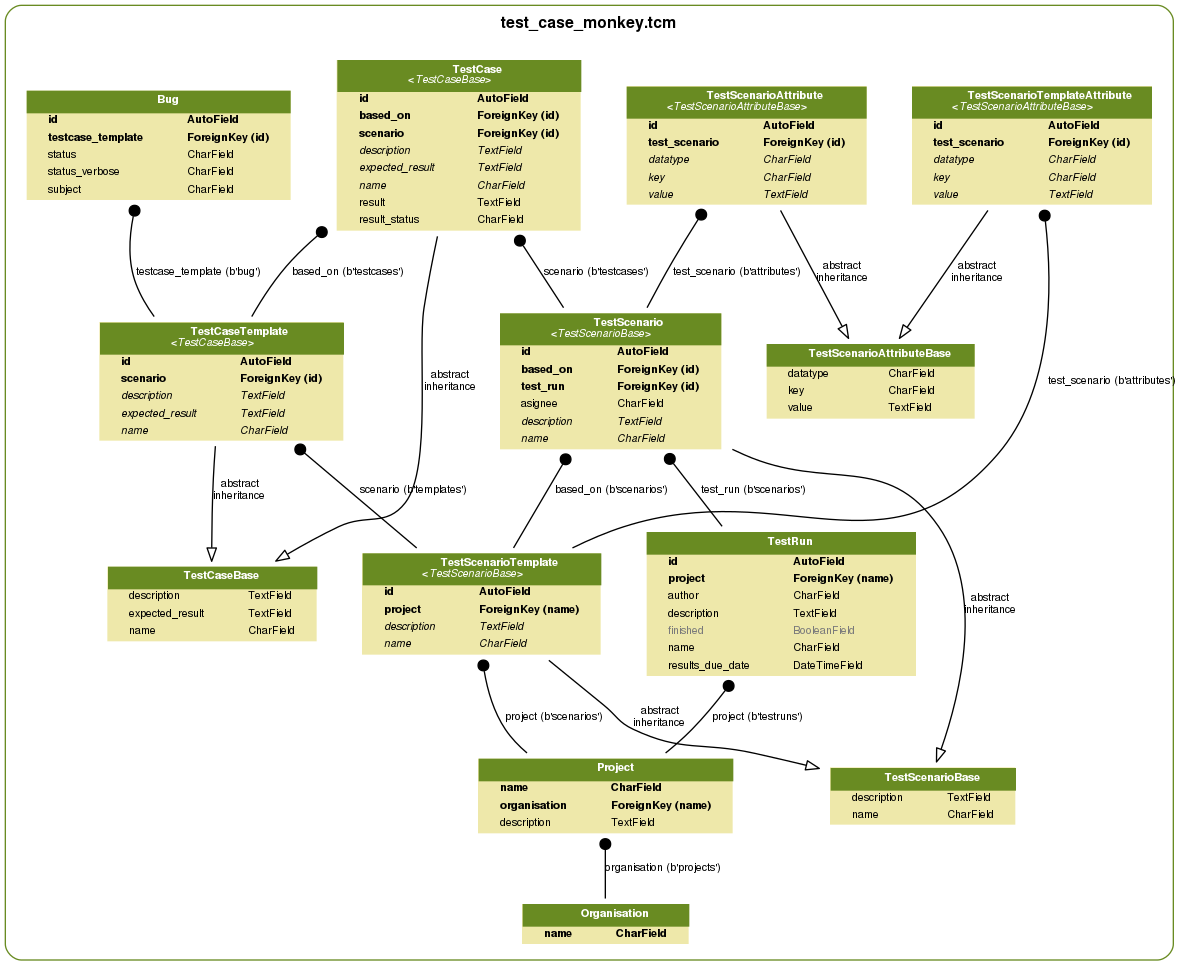 test_case_monkey.tcm
Bug
id AutoField
testcase_template ForeignKey (id)
status CharField
status_verbose CharField
subject CharField
TestCase
<TestCaseBase>
id AutoField
based_on ForeignKey (id)
scenario ForeignKey (id)
description TextField
expected_result TextField
name CharField
result TextField
result_status CharField
TestScenarioAttribute
<TestScenarioAttributeBase>
id AutoField
test_scenario ForeignKey (id)
datatype CharField
key CharField
value TextField
TestScenarioTemplateAttribute
<TestScenarioAttributeBase>
id AutoField
test_scenario ForeignKey (id)
datatype CharField
key CharField
value TextField
testcase_template (b'bug')
based_on (b'testcases')
scenario (b'testcases')
test_scenario (b'attributes')
abstract
inheritance
abstract
inheritance
TestCaseTemplate
<TestCaseBase>
id AutoField
scenario ForeignKey (id)
description TextField
expected_result TextField
name CharField
abstract
inheritance
TestScenario
<TestScenarioBase>
id AutoField
based_on ForeignKey (id)
test_run ForeignKey (id)
asignee CharField
description TextField
name CharField
TestScenarioAttributeBase
datatype CharField
key CharField
value TextField
test_scenario (b'attributes')
abstract
inheritance
scenario (b'templates')
based_on (b'scenarios')
test_run (b'scenarios')
TestCaseBase
description TextField
expected_result TextField
name CharField
TestScenarioTemplate
<TestScenarioBase>
id AutoField
project ForeignKey (name)
description TextField
name CharField
TestRun
id AutoField
project ForeignKey (name)
author CharField
description TextField
finished BooleanField
name CharField
results_due_date DateTimeField
abstract
inheritance
project (b'scenarios')
abstract
inheritance
project (b'testruns')
Project
name CharField
organisation ForeignKey (name)
description TextField
TestScenarioBase
description TextField
name CharField
organisation (b'projects')
Organisation
name CharField